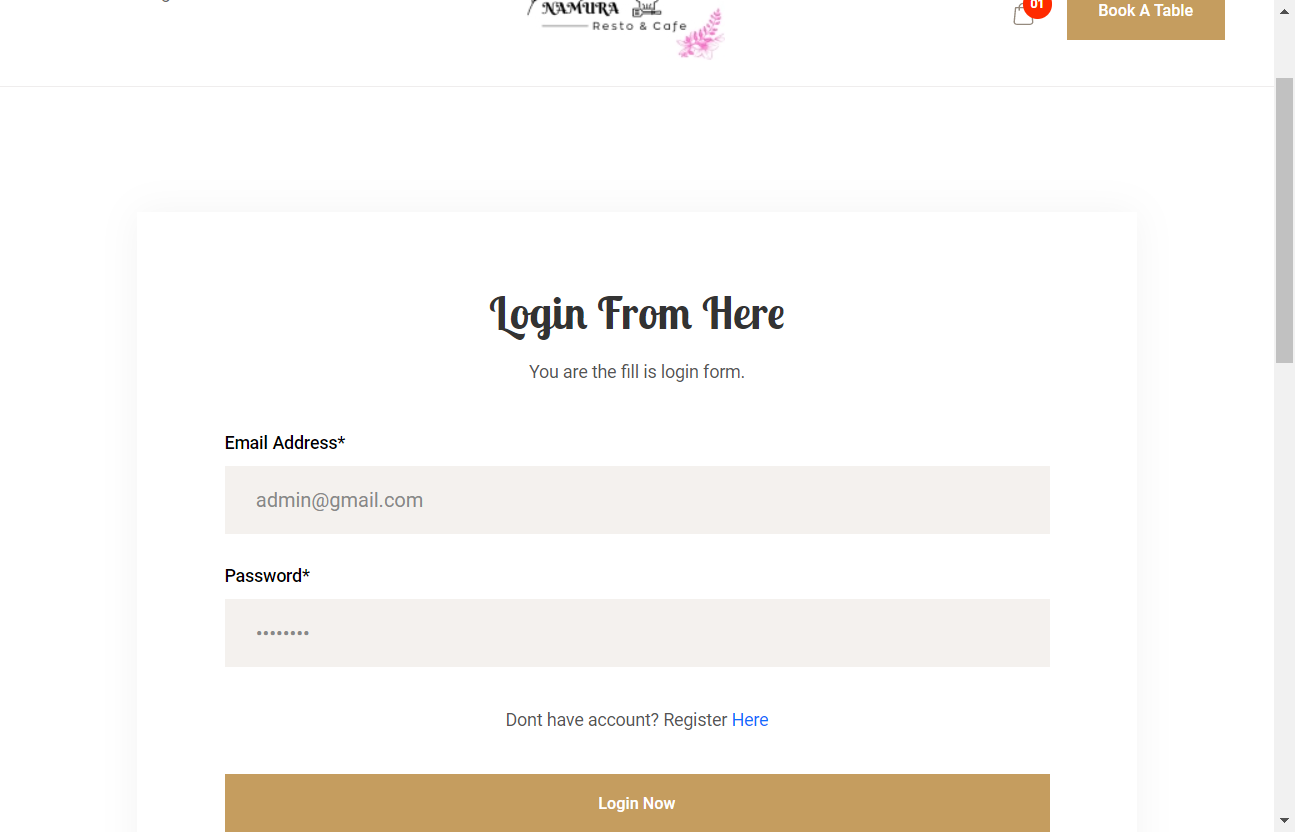 NAMURA
Resto & Cafe
01
Book A Table
Login From Here
You are the fill is login form.
Email Address*
admin@gmail.com
Password*
••••••••
Dont have account? Register Here
Login Now